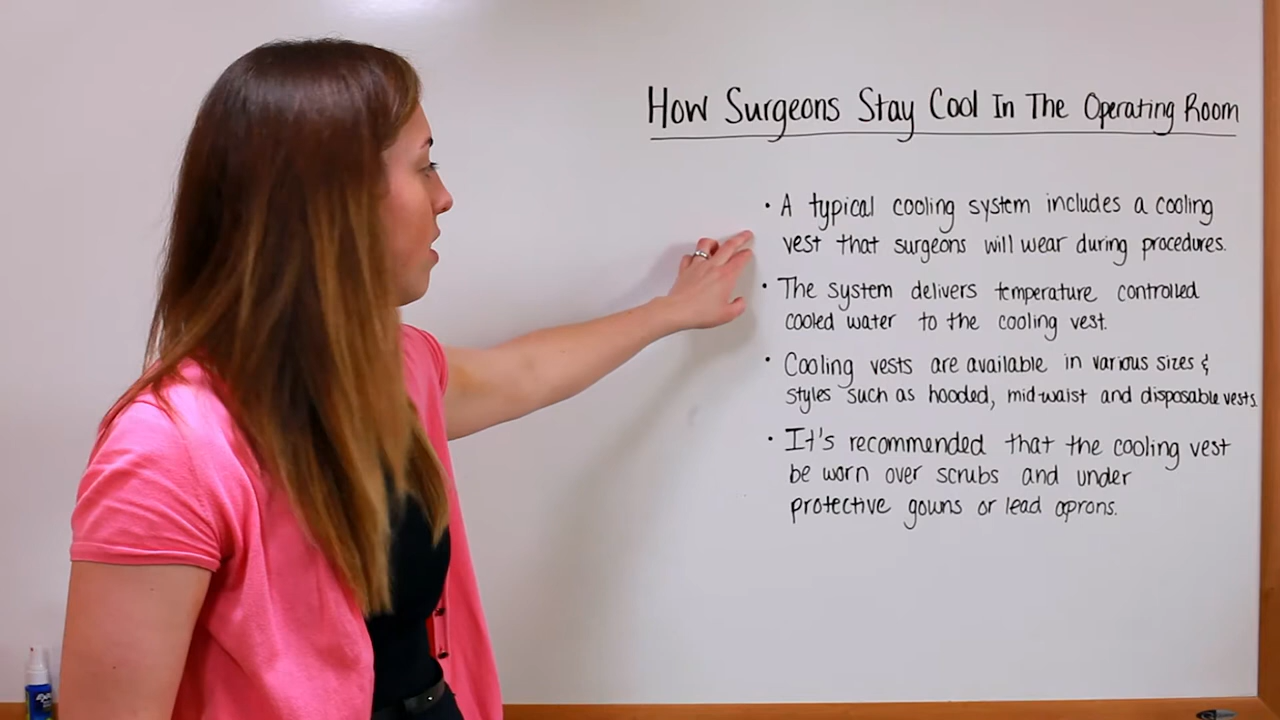 How Surgeons Stay Cool In The Operating Room
• A typical cooling system includes a cooling
vest that surgeons will wear during procedures.
• The system delivers temperature controlled
cooled water to the cooling vest.
• Cooling vests are available in various sizes &
styles such as hooded, mid-waist and disposable vests.
• It's recommended that the cooling vest
be worn over scrubs and under
protective gowns or lead aprons.